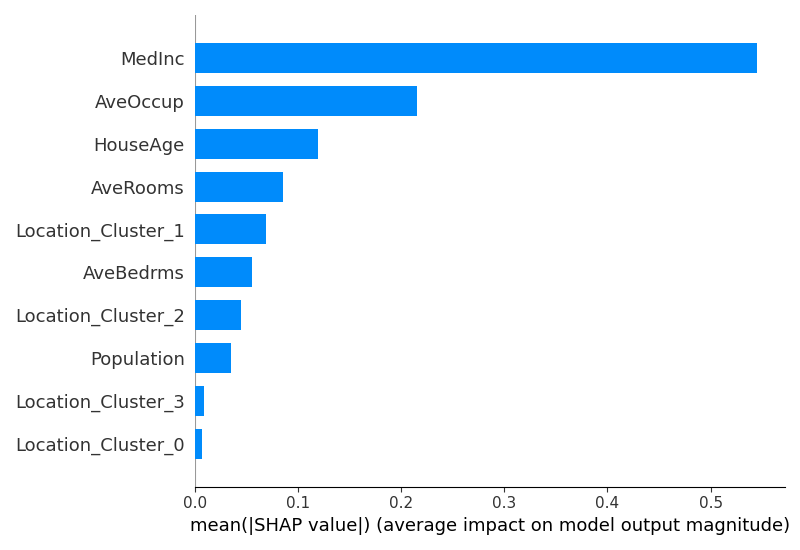 MedInc
AveOccup
HouseAge
AveRooms
Location_Cluster_1
AveBedrms
Location_Cluster_2
Population
Location_Cluster_3
Location_Cluster_0
0.0 0.1 0.2 0.3 0.4 0.5
mean(|SHAP value|) (average impact on model output magnitude)